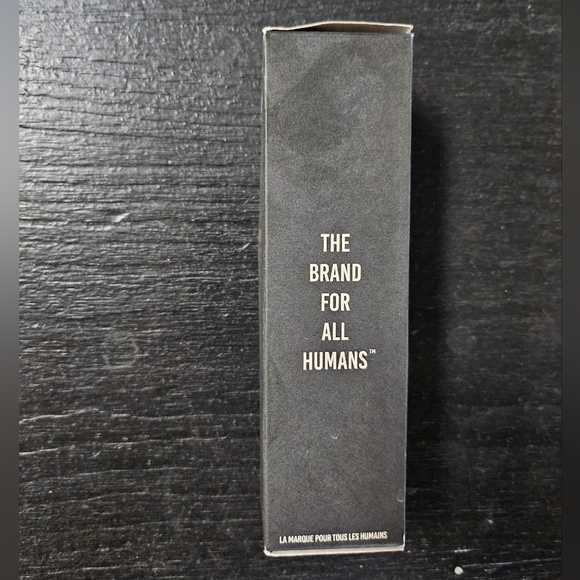 THE
BRAND
FOR
ALL
HUMANS™
LA MARQUE POUR TOUS LES HUMAINS